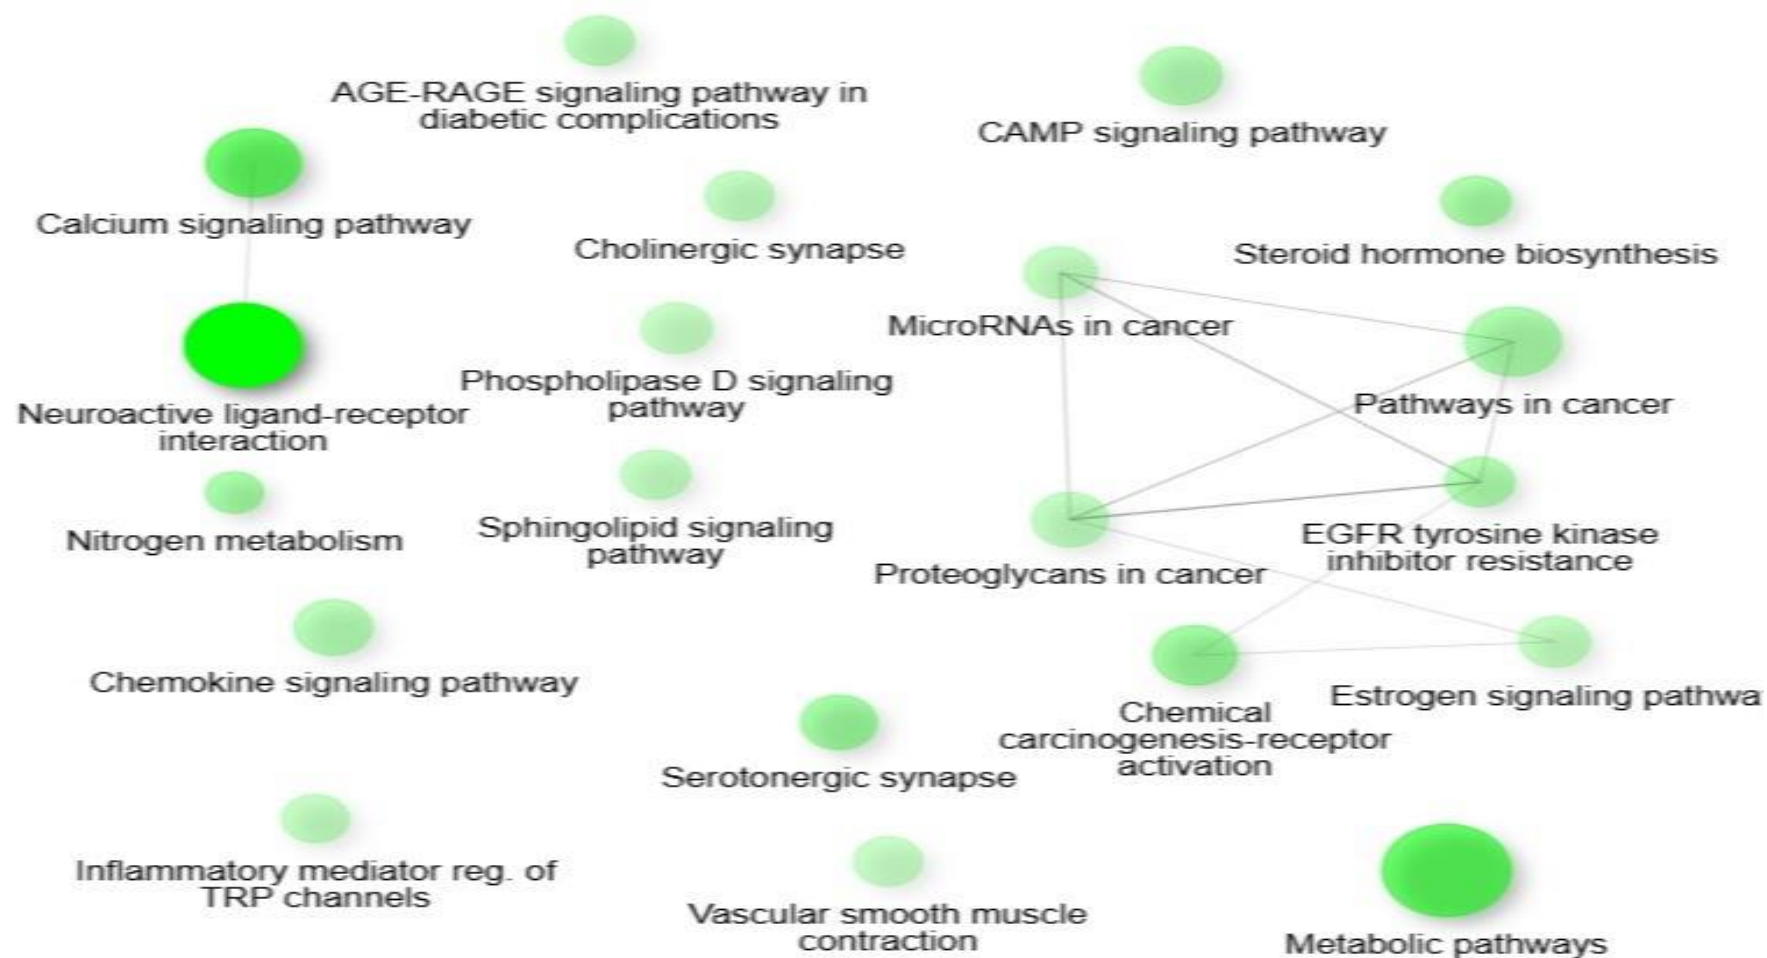 AGE-RAGE signaling pathway in
diabetic complications
CAMP signaling pathway
Calcium signaling pathway
Cholinergic synapse
Steroid hormone biosynthesis
MicroRNAs in cancer
Phospholipase D signaling
pathway
Pathways in cancer
Neuroactive ligand-receptor
interaction
Nitrogen metabolism
Sphingolipid signaling
pathway
EGFR tyrosine kinase
inhibitor resistance
Proteoglycans in cancer
Chemokine signaling pathway
Estrogen signaling pathwa
Chemical
carcinogenesis-receptor
activation
Serotonergic synapse
Inflammatory mediator reg. of
TRP channels
Vascular smooth muscle
contraction
Metabolic pathways